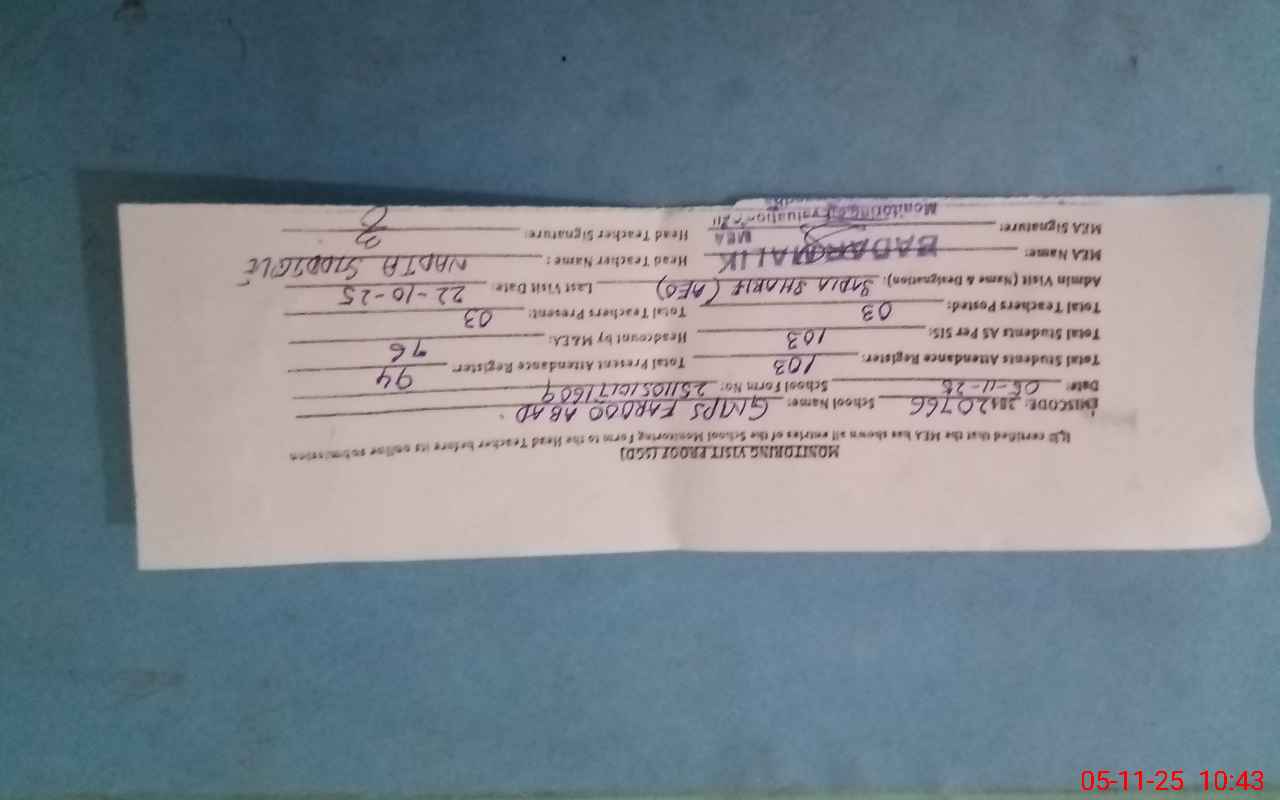 MONITORING VISIT PROOF [SGD]
It is certified that the MEA has shown all entries of the School Monitoring Form to the Head Teacher before its online submission
EMISCODE: 38420766 School Name: GMPS FAROOQ ABAD
Date: 05-11-25 School Form No: 25110510171609
Total Students Attendance Register: 103 Total Present Attendant Register: 94
Total Students AS Per SIS: 103 Headcount by M&EA: 76
Total Teachers Posted: 03 Total Teachers Present: 03
Admin Visit (Name & Designation): SADIA SHARIF (AEO) Last Visit Date: 22-10-25
MEA Name: MALIK Head Teacher Name: NADIA SIDDIQUE
MEA Signature: MEA Head Teacher Signature:
Monitoring Evaluation
05-11-25 10:43